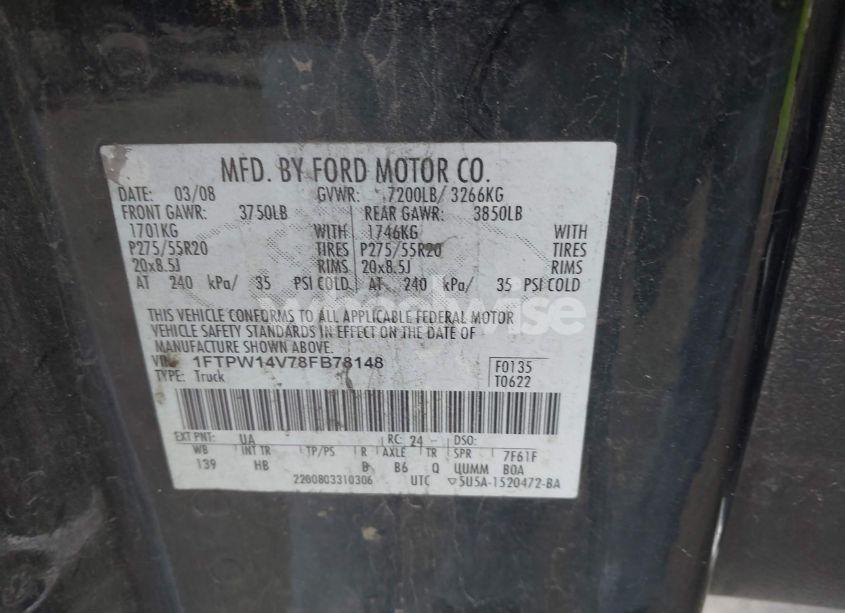 MFD. BY FORD MOTOR CO.
DATE: 03/08 GVWR: 7200LB/ 3266KG
FRONT GAWR: 3750LB REAR GAWR: 3850LB
1701KG WITH 1746KG WITH
P275/55R20 TIRES P275/55R20 TIRES
20x8.5J RIMS 20x8.5J RIMS
AT 240 kPa/ 35 PSI COLD AT 240 kPa/ 35 PSI COLD
wheelwise
THIS VEHICLE CONFORMS TO ALL APPLICABLE FEDERAL MOTOR
VEHICLE SAFETY STANDARDS IN EFFECT ON THE DATE OF
MANUFACTURE SHOWN ABOVE.
VIN: 1FTPW14V78FB78148 F0135
TYPE: Truck T0622
EXT PNT: UA RC: 24 DSO:
WB INT TR TP/PS R AXLE TR SPR 7F61F
139 HB B B6 Q UUMM BOA
2200803310306 UTC ▽5U5A-1520472-BA